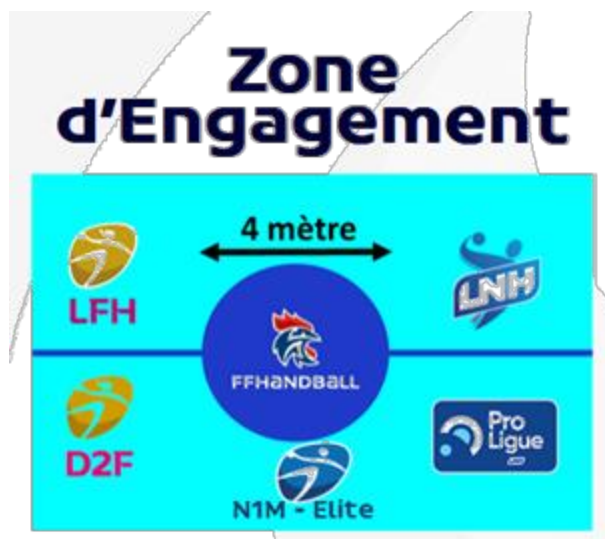 Zone
d'Engagement
4 mètre
LFH
LNH
FFHANDBALL
D2F
Pro
Ligue
N1M - Elite